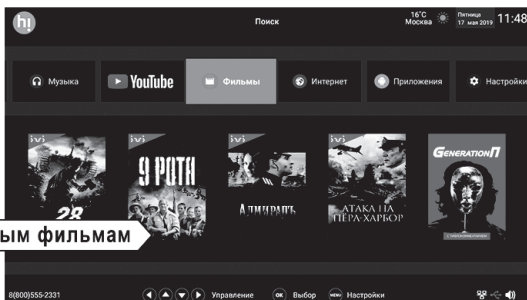 hi
Поиск
16°C
Москва
Пятница
17 мая 2019
11:48
Музыка
YouTube
Фильмы
Интернет
Приложения
Настройки
ivi
28
ivi
9 РОТА
ivi
АДМИРАЛЪ
ivi
АТАКА НА
ПЁРЛ-ХАРБОР
GENERATION П
ым фильмам
8(800)555-2331
Управление
OK
Выбор
MENU
Настройки